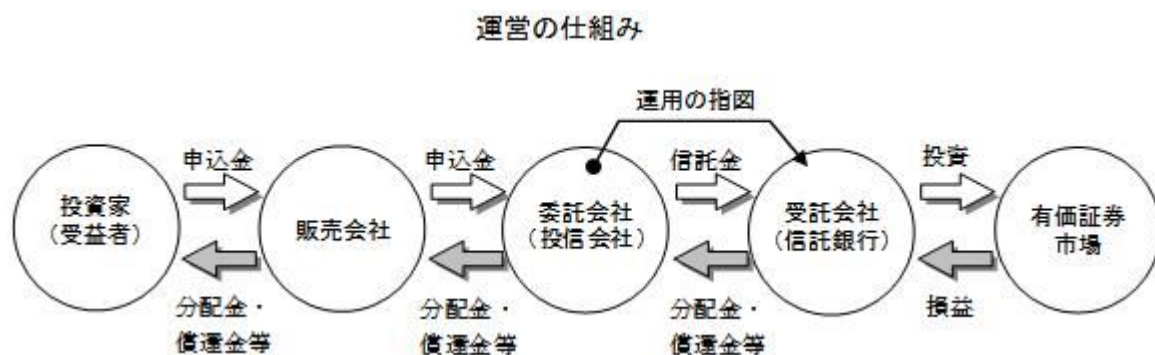 運営の仕組み
運用の指図
申込金
申込金
信託金
投資
投資家
(受益者)
販売会社
委託会社
(投信会社)
受託会社
(信託銀行)
有価証券
市場
分配金・
償還金等
分配金・
償還金等
分配金・
償還金等
損益